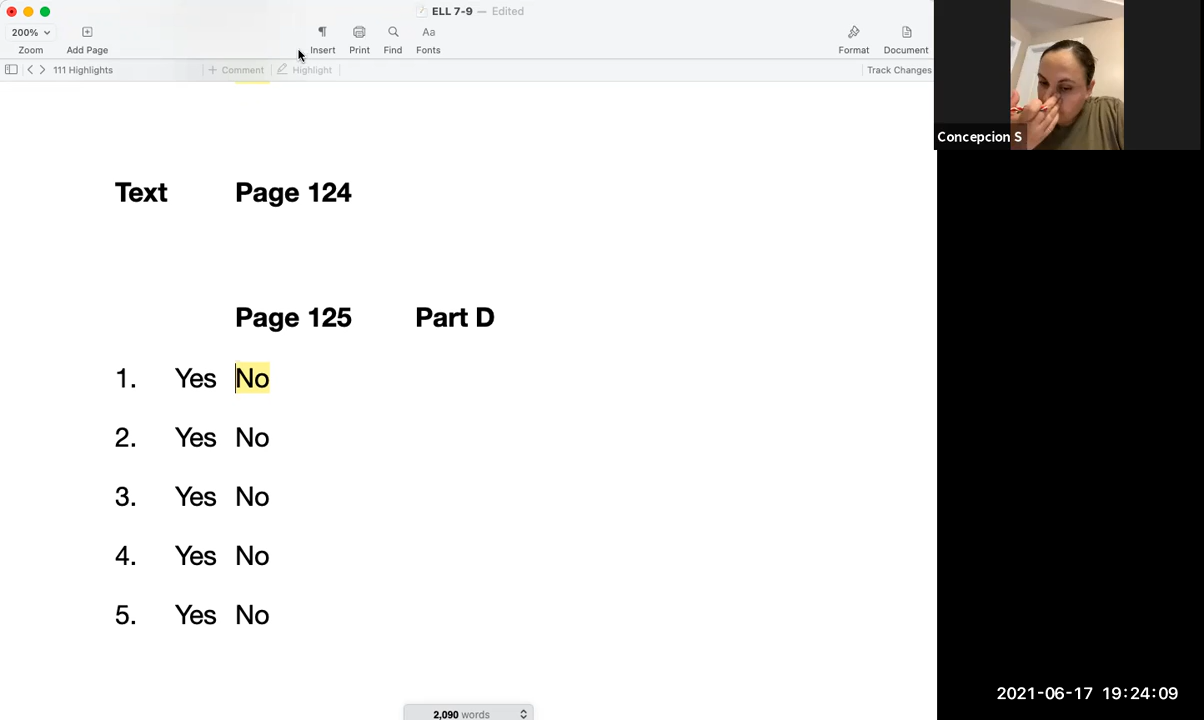 ELL 7-9 — Edited
200%
Zoom
Add Page
Insert
Print
Find
Aa
Fonts
Format
Document
111 Highlights
+ Comment
Highlight
Track Changes
Concepcion S
Text Page 124
Page 125 Part D
1. Yes No
2. Yes No
3. Yes No
4. Yes No
5. Yes No
2,090 words
2021-06-17 19:24:09